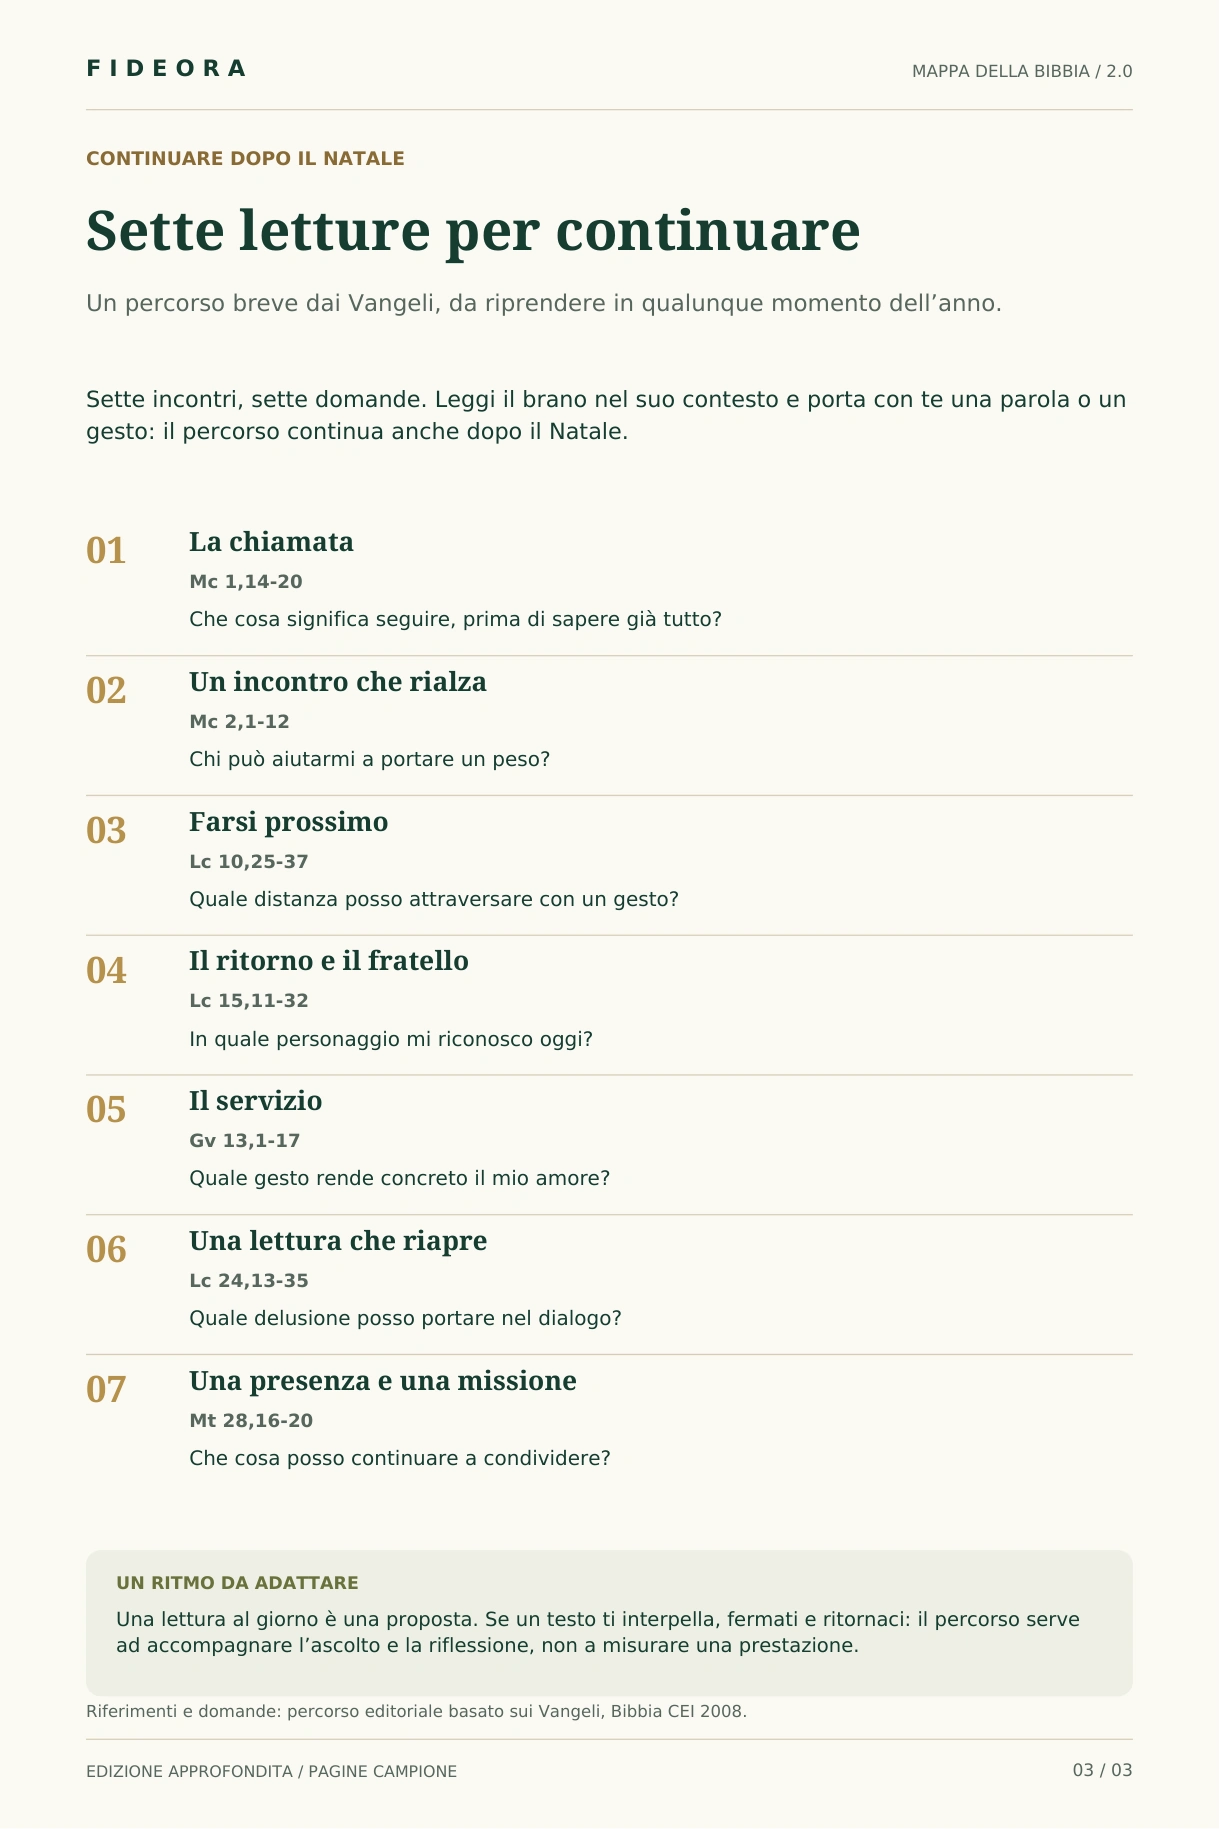 FIDEORA
MAPPA DELLA BIBBIA / 2.0
CONTINUARE DOPO IL NATALE
Sette letture per continuare
Un percorso breve dai Vangeli, da riprendere in qualunque momento dell’anno.
Sette incontri, sette domande. Leggi il brano nel suo contesto e porta con te una parola o un
gesto: il percorso continua anche dopo il Natale.
01
La chiamata
Mc 1,14-20
Che cosa significa seguire, prima di sapere già tutto?
02
Un incontro che rialza
Mc 2,1-12
Chi può aiutarmi a portare un peso?
03
Farsi prossimo
Lc 10,25-37
Quale distanza posso attraversare con un gesto?
04
Il ritorno e il fratello
Lc 15,11-32
In quale personaggio mi riconosco oggi?
05
Il servizio
Gv 13,1-17
Quale gesto rende concreto il mio amore?
06
Una lettura che riapre
Lc 24,13-35
Quale delusione posso portare nel dialogo?
07
Una presenza e una missione
Mt 28,16-20
Che cosa posso continuare a condividere?
UN RITMO DA ADATTARE
Una lettura al giorno è una proposta. Se un testo ti interpella, fermati e ritornaci: il percorso serve
ad accompagnare l’ascolto e la riflessione, non a misurare una prestazione.
Riferimenti e domande: percorso editoriale basato sui Vangeli, Bibbia CEI 2008.
EDIZIONE APPROFONDITA / PAGINE CAMPIONE
03 / 03